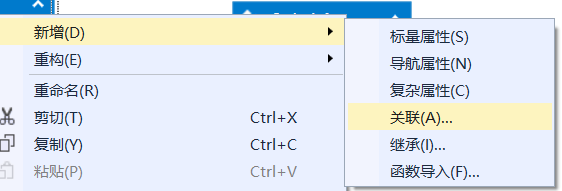 新增(D)
重构(E)
重命名(R)
剪切(T) Ctrl+X
复制(Y) Ctrl+C
粘贴(P) Ctrl+V
标量属性(S)
导航属性(N)
复杂属性(C)
关联(A)...
继承(I)...
函数导入(F)...